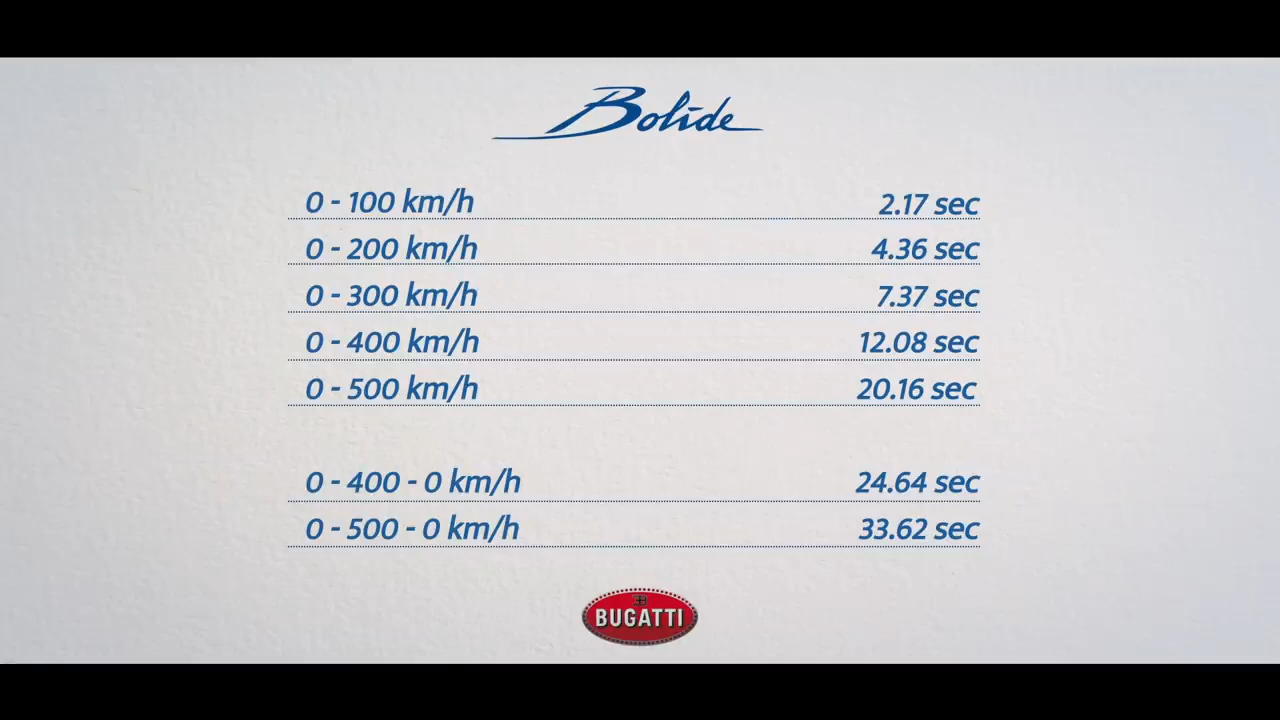 Bolide
0 - 100 km/h 2.17 sec
0 - 200 km/h 4.36 sec
0 - 300 km/h 7.37 sec
0 - 400 km/h 12.08 sec
0 - 500 km/h 20.16 sec
0 - 400 - 0 km/h 24.64 sec
0 - 500 - 0 km/h 33.62 sec
BUGATTI